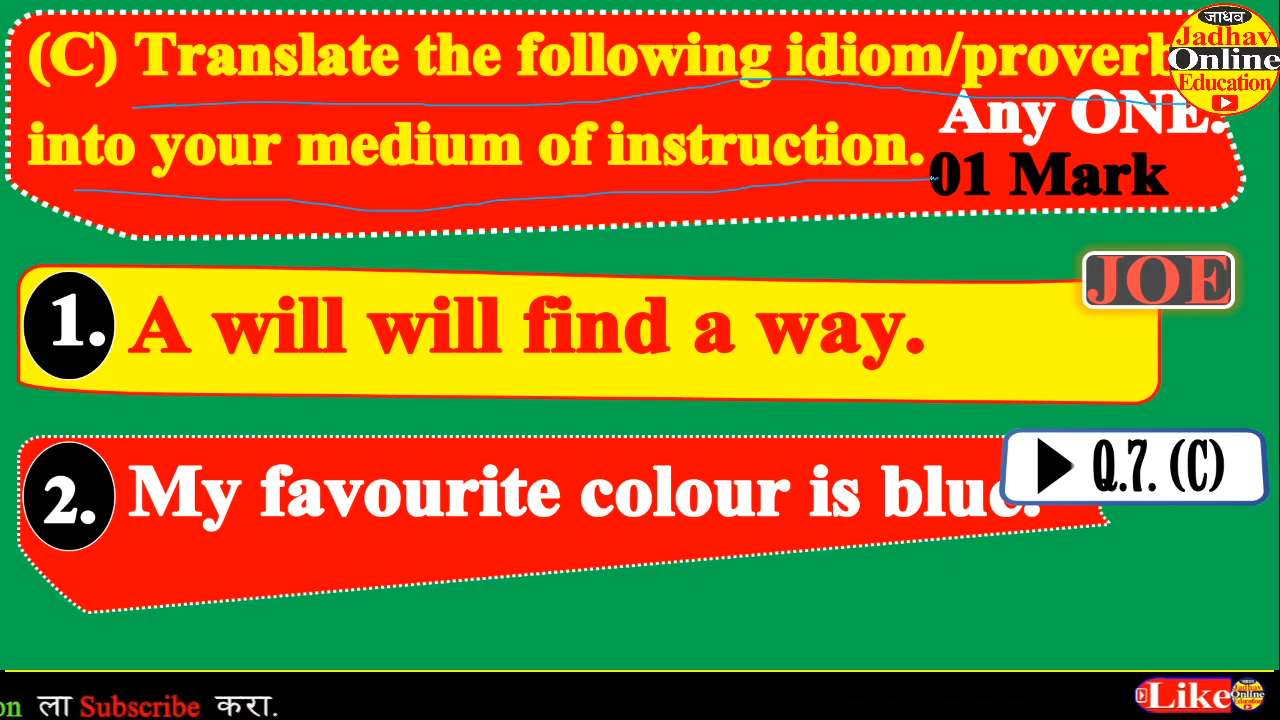 (C) Translate the following idiom/proverb
Any ONE.
into your medium of instruction.
01 Mark
जाधव
Jadhav
Online
Education
1. A will will find a way.
JOE
2. My favourite colour is blue.
Q.7. (C)
on ला Subscribe करा.
Like